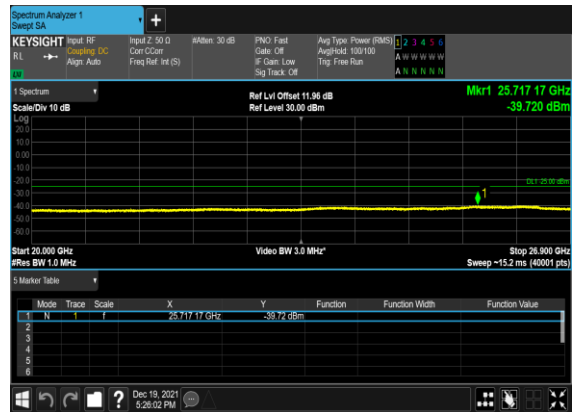 Spectrum Analyzer 1
Swept SA
KEYSIGHT Input: RF Input Z: 50 Ω #Atten: 30 dB PNO: Fast Avg Type: Power (RMS) 1 2 3 4 5 6
RL Coupling: DC Corr CCorr Gate: Off Avg|Hold: 100/100 A W W W W W
Align: Auto Freq Ref: Int (S) IF Gain: Low Trig: Free Run
Sig Track: Off A N N N N N
1 Spectrum Ref Lvl Offset 11.96 dB Mkr1 25.717 17 GHz
Scale/Div 10 dB Ref Level 30.00 dBm -39.720 dBm
Log
20.0
10.0
0.00
-10.0
-20.0
DL1 -25.00 dBm
-30.0
1
-40.0
-50.0
-60.0
Start 20.000 GHz Video BW 3.0 MHz* Stop 26.900 GHz
#Res BW 1.0 MHz Sweep ~15.2 ms (40001 pts)
5 Marker Table
Mode Trace Scale X Y Function Function Width Function Value
1 N 1 f 25.717 17 GHz -39.72 dBm
2
3
4
5
6
? Dec 19, 2021
5:26:02 PM